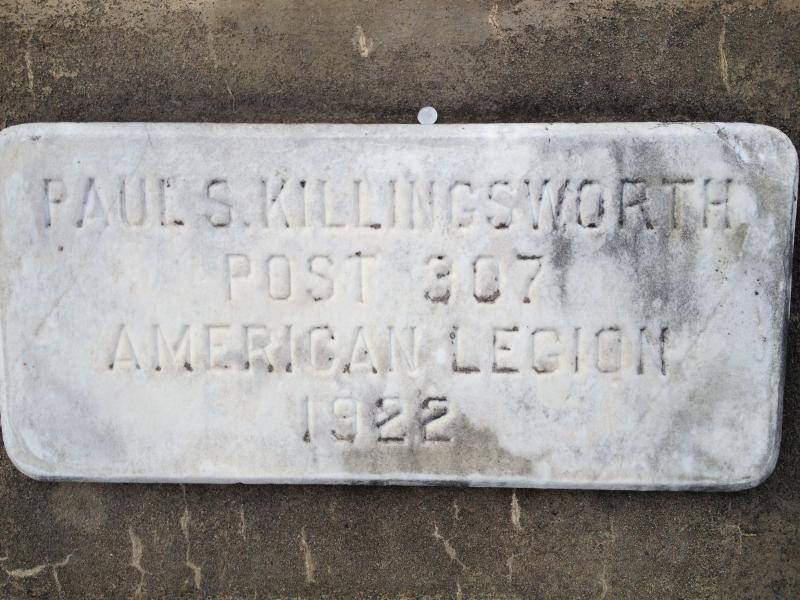 PAUL S. KILLINGSWORTH
POST 307
AMERICAN LEGION
1922